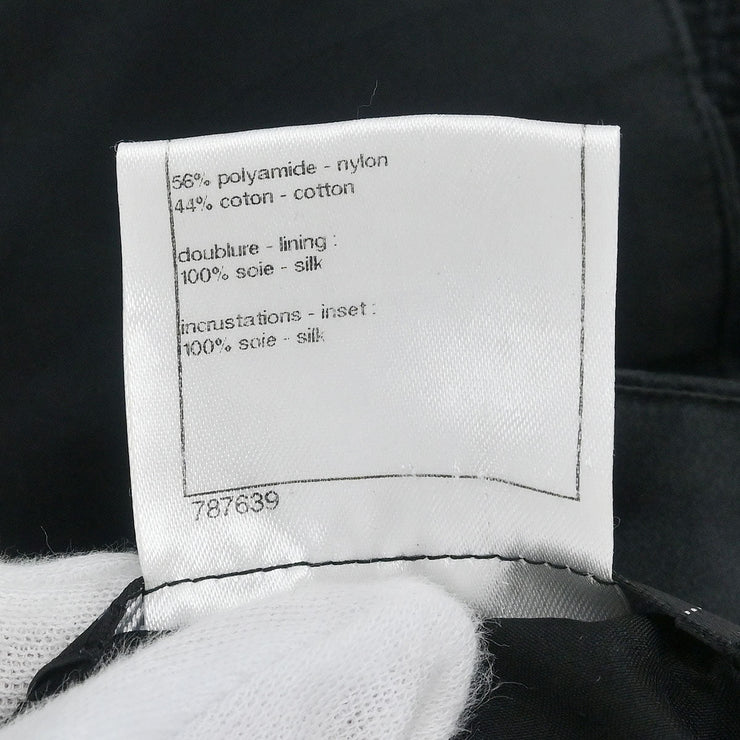 56% polyamide - nylon
44% coton - cotton
doublure - lining :
100% soie - silk
incrustations - inset :
100% soie - silk
787639